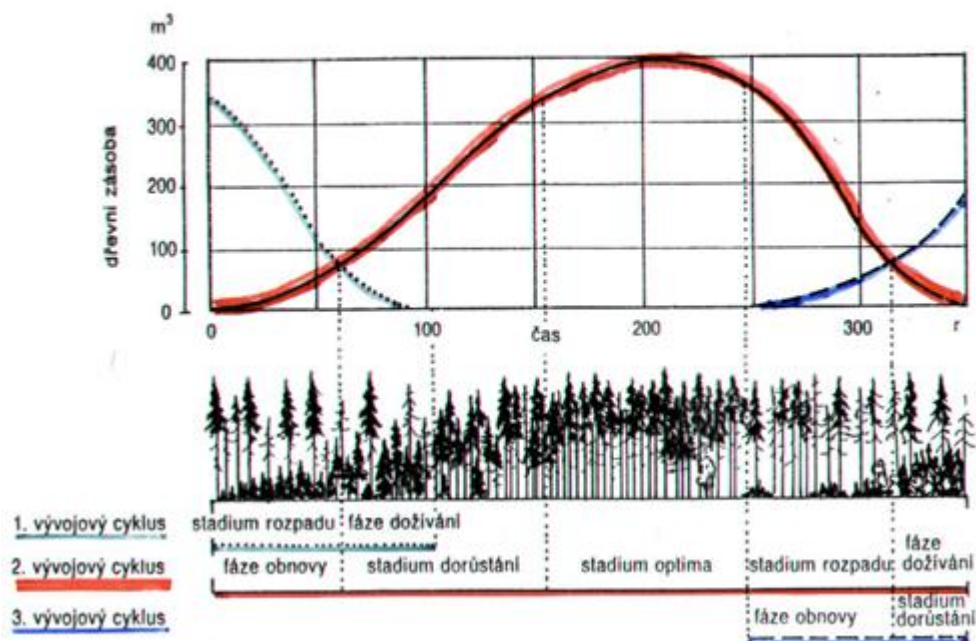 m³
400
300
200
100
0
dřevní zásoba
0 100 čas 200 300 r
1. vývojový cyklus
2. vývojový cyklus
3. vývojový cyklus
stadium rozpadu fáze dožívání
fáze obnovy stadium dorůstání stadium optima stadium rozpadu fáze dožívání
fáze obnovy stadium dorůstání